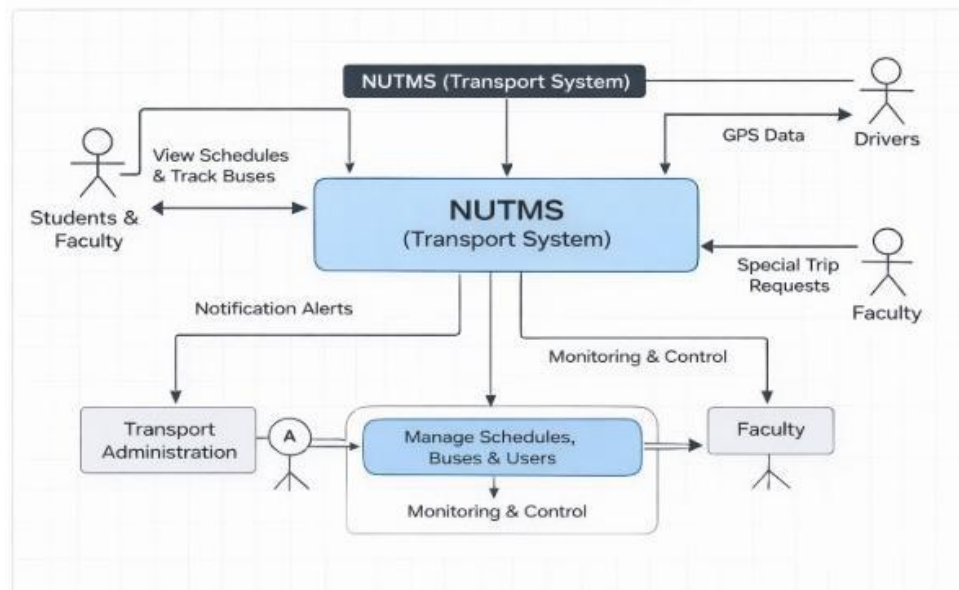 NUTMS (Transport System)
GPS Data
Drivers
View Schedules
& Track Buses
Students &
Faculty
NUTMS
(Transport System)
Special Trip
Requests
Faculty
Notification Alerts
Monitoring & Control
Transport
Administration
A
Manage Schedules,
Buses & Users
Faculty
Monitoring & Control